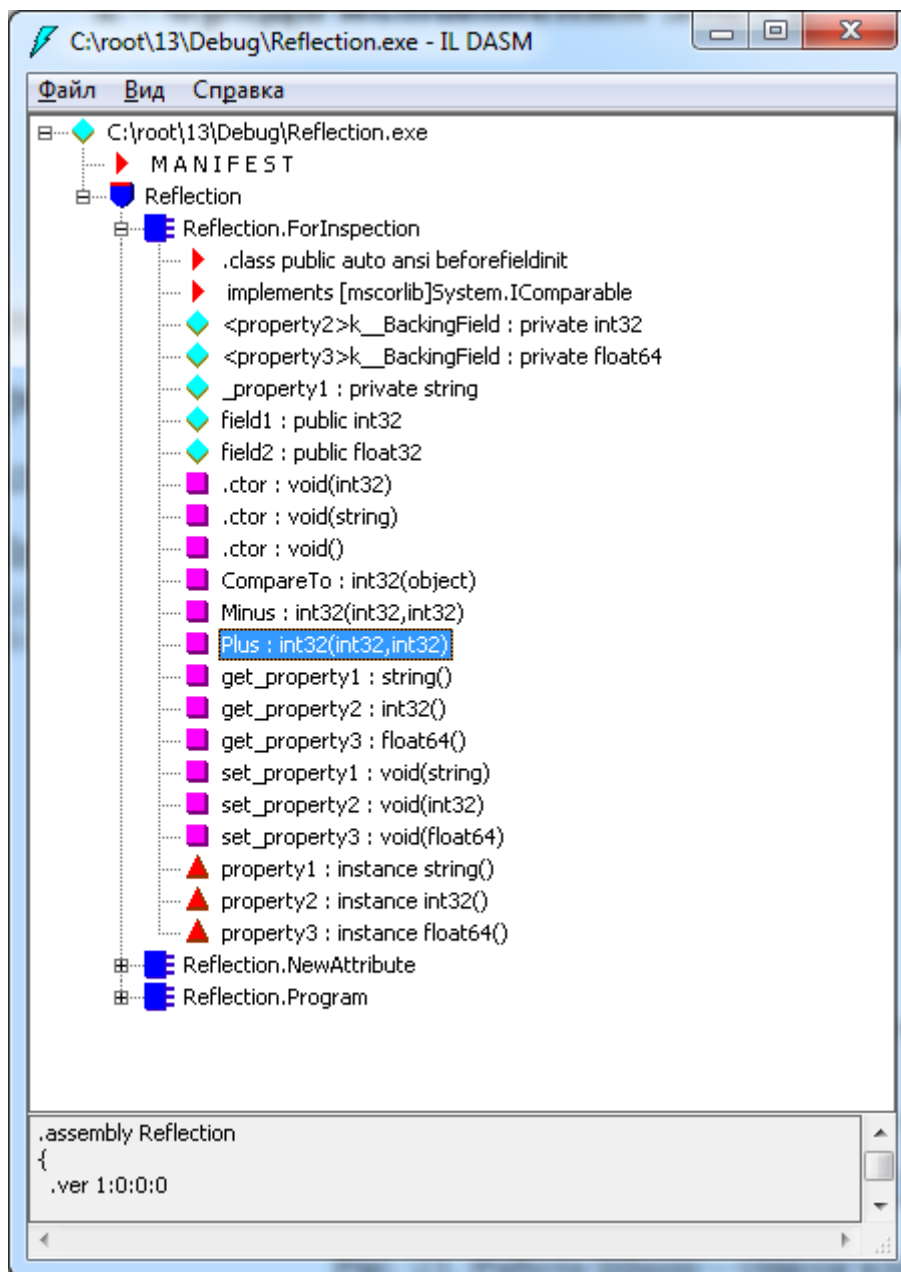 C:\root\13\Debug\Reflection.exe - IL DASM
Файл Вид Справка
C:\root\13\Debug\Reflection.exe
M A N I F E S T
Reflection
Reflection.ForInspection
.class public auto ansi beforefieldinit
implements [mscorlib]System.IComparable
<property2>k__BackingField : private int32
<property3>k__BackingField : private float64
_property1 : private string
field1 : public int32
field2 : public float32
.ctor : void(int32)
.ctor : void(string)
.ctor : void()
CompareTo : int32(object)
Minus : int32(int32,int32)
Plus : int32(int32,int32)
get_property1 : string()
get_property2 : int32()
get_property3 : float64()
set_property1 : void(string)
set_property2 : void(int32)
set_property3 : void(float64)
property1 : instance string()
property2 : instance int32()
property3 : instance float64()
Reflection.NewAttribute
Reflection.Program
.assembly Reflection
{
.ver 1:0:0:0